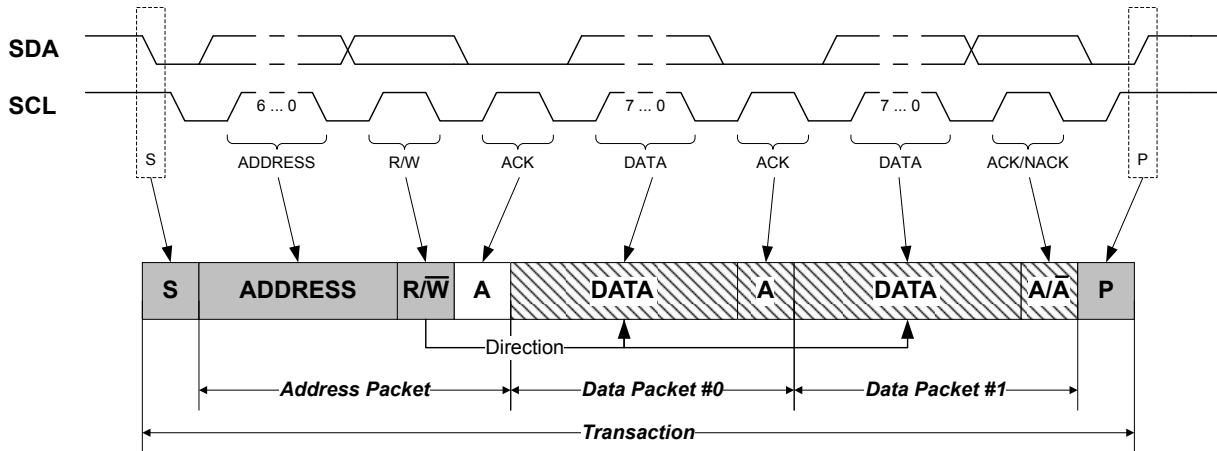 SDA
SCL
6 ... 0
7 ... 0
7 ... 0
S
ADDRESS
R/W
ACK
DATA
ACK
DATA
ACK/NACK
P
S
ADDRESS
R/W̅
A
DATA
A
DATA
A/A̅
P
Direction
Address Packet
Data Packet #0
Data Packet #1
Transaction